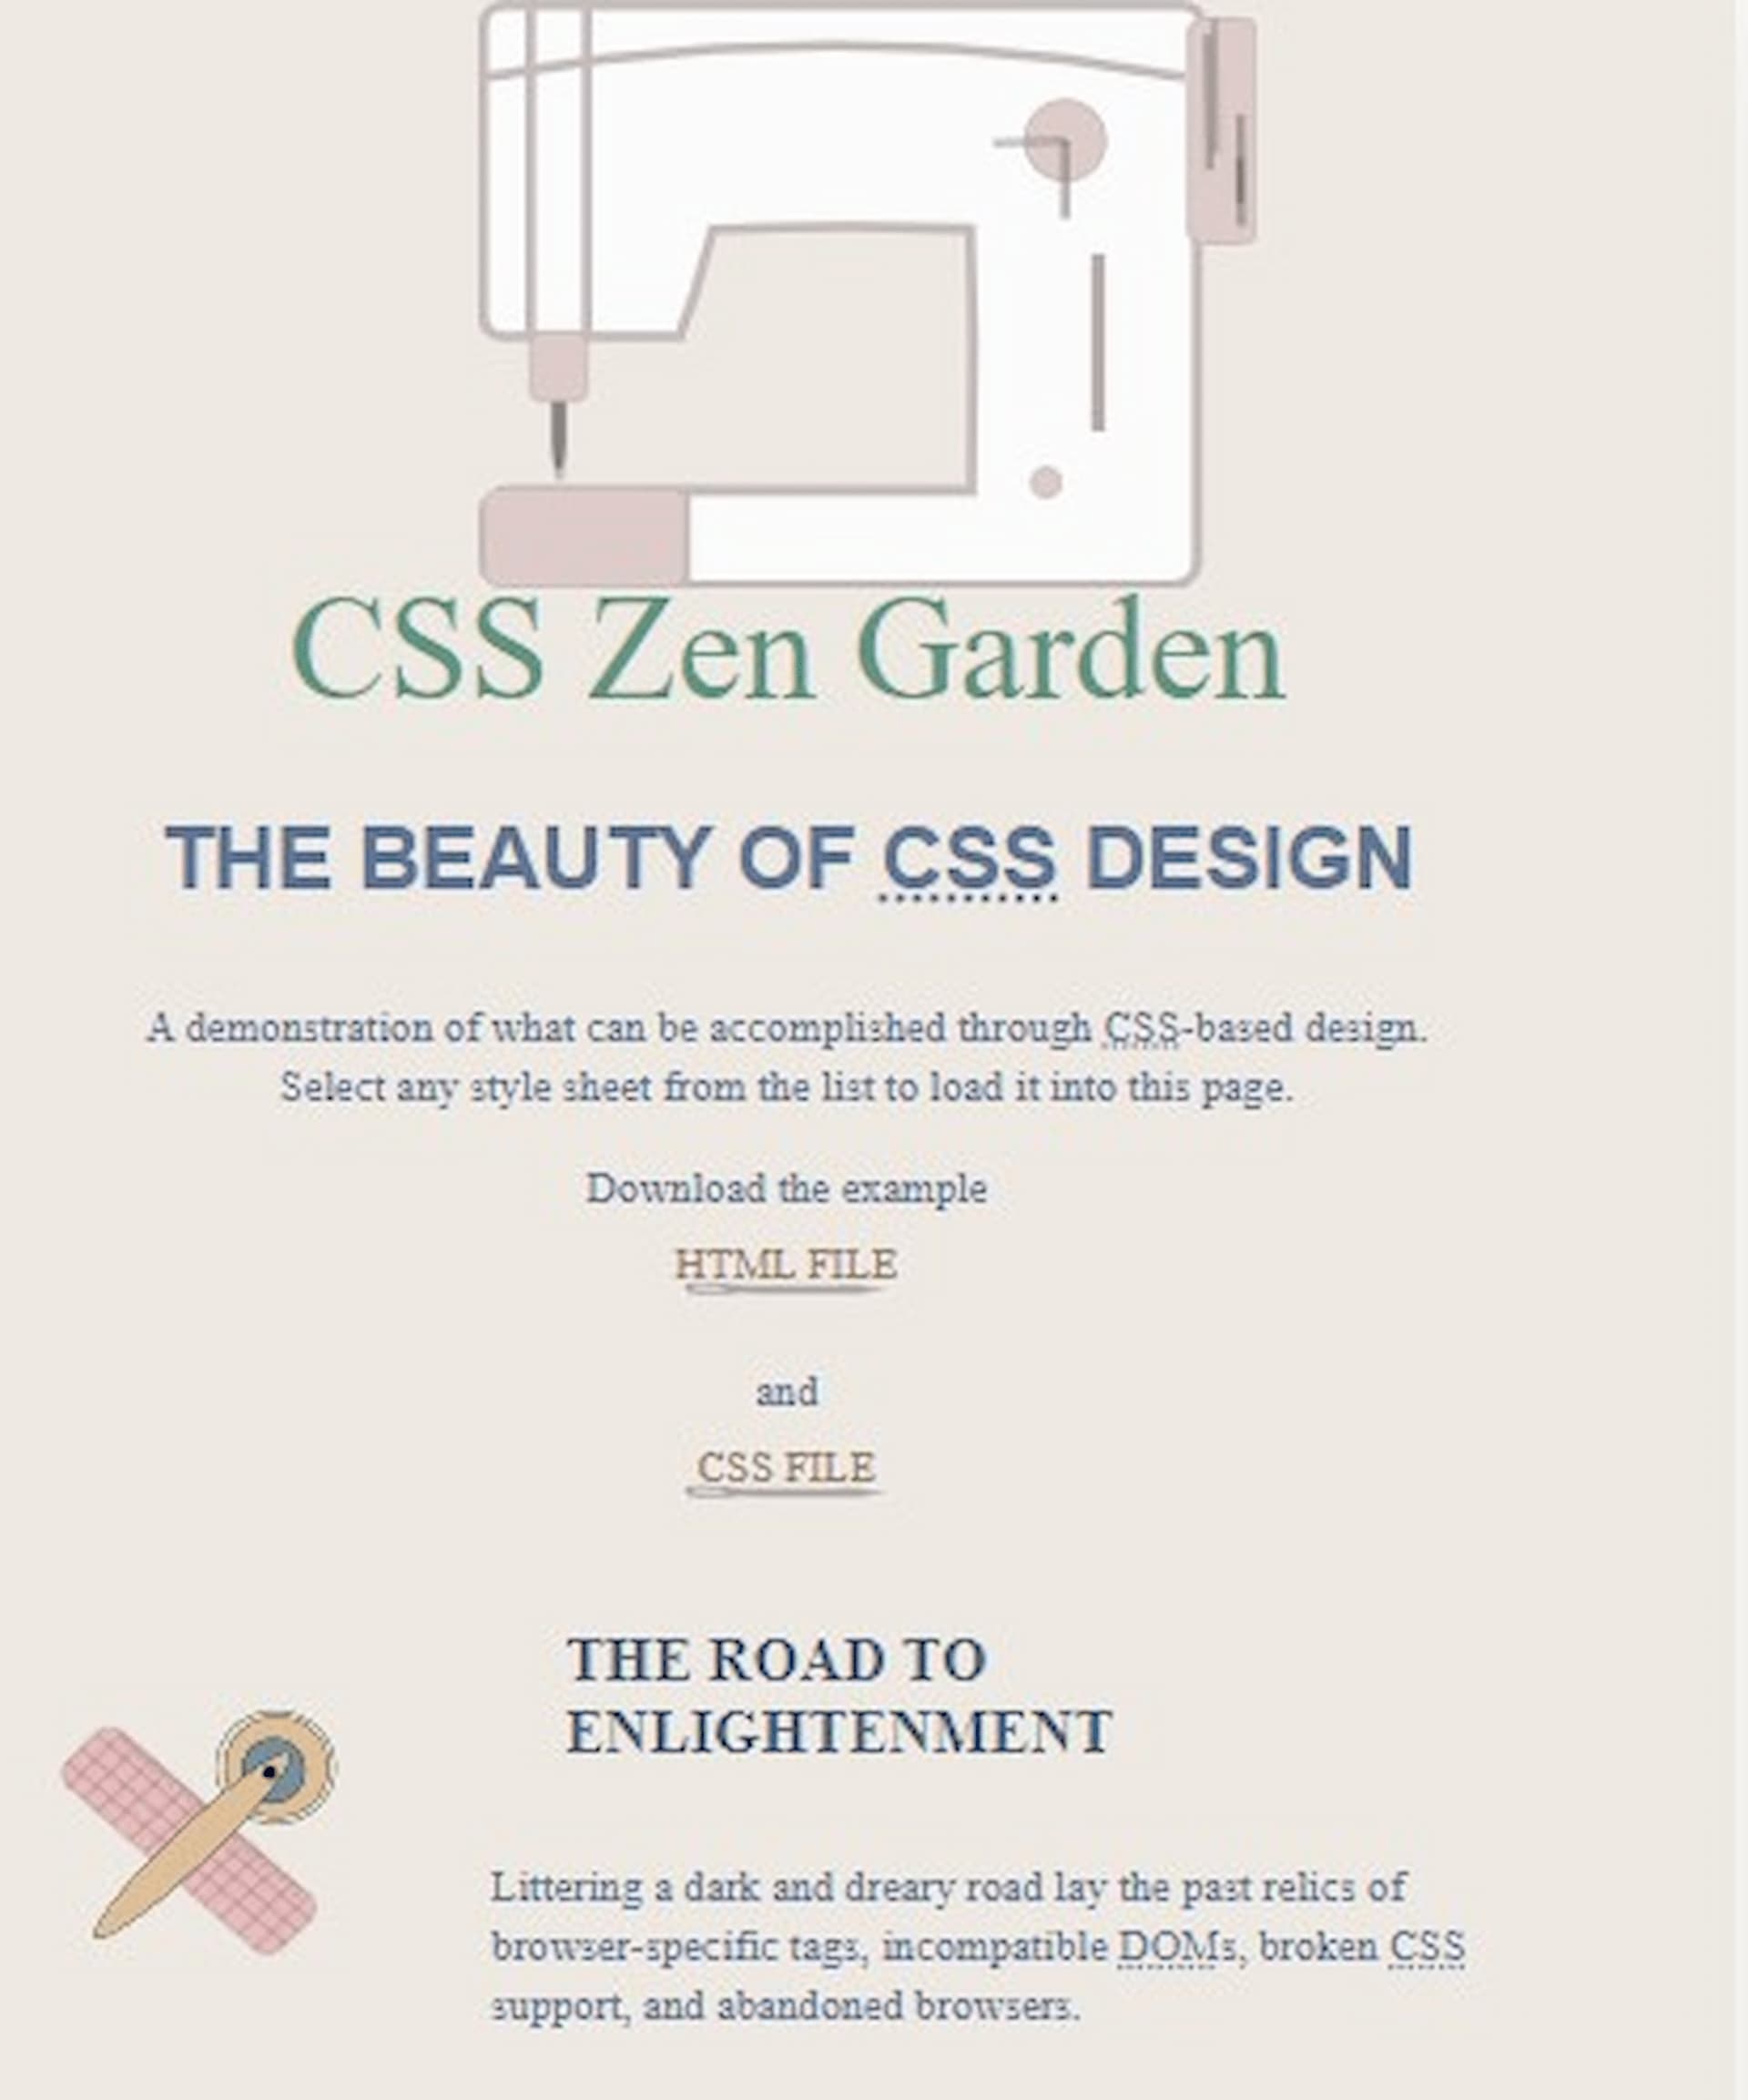 CSS Zen Garden
THE BEAUTY OF CSS DESIGN
A demonstration of what can be accomplished through CSS-based design.
Select any style sheet from the list to load it into this page.
Download the example
HTML FILE
and
CSS FILE
THE ROAD TO
ENLIGHTENMENT
Littering a dark and dreary road lay the past relics of
browser-specific tags, incompatible DOMs, broken CSS
support, and abandoned browsers.